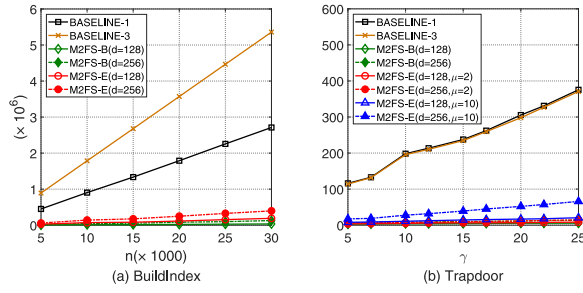 6
5
4
3
2
1
0
(× 10⁶)
BASELINE-1
BASELINE-3
M2FS-B(d=128)
M2FS-B(d=256)
M2FS-E(d=128)
M2FS-E(d=256)
5 10 15 20 25 30
n(× 1000)
(a) BuildIndex
600
500
400
300
200
100
0
BASELINE-1
BASELINE-3
M2FS-B(d=128)
M2FS-B(d=256)
M2FS-E(d=128,μ=2)
M2FS-E(d=256,μ=2)
M2FS-E(d=128,μ=10)
M2FS-E(d=256,μ=10)
5 10 15 20 25
γ
(b) Trapdoor